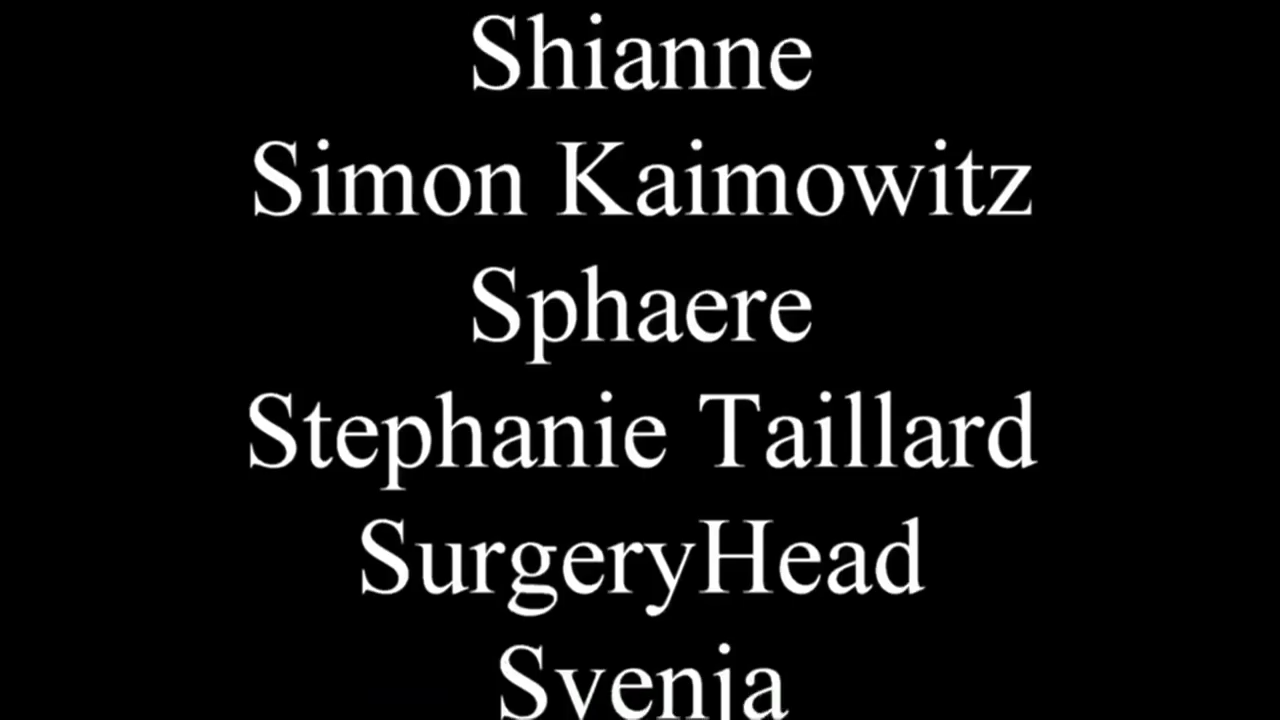 Shianne
Simon Kaimowitz
Sphaere
Stephanie Taillard
SurgeryHead
Svenja